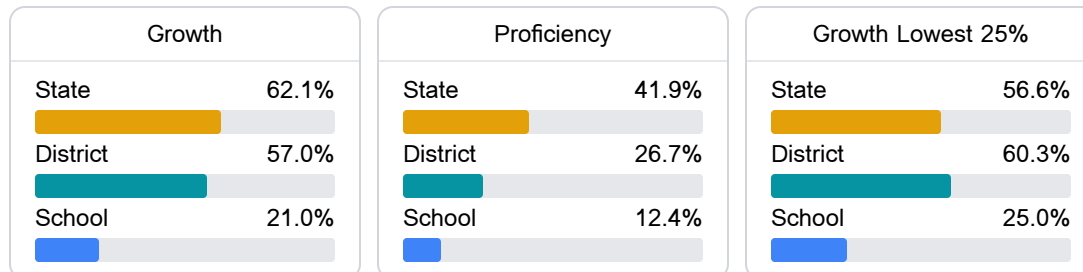 Growth
State 62.1%
District 57.0%
School 21.0%
Proficiency
State 41.9%
District 26.7%
School 12.4%
Growth Lowest 25%
State 56.6%
District 60.3%
School 25.0%